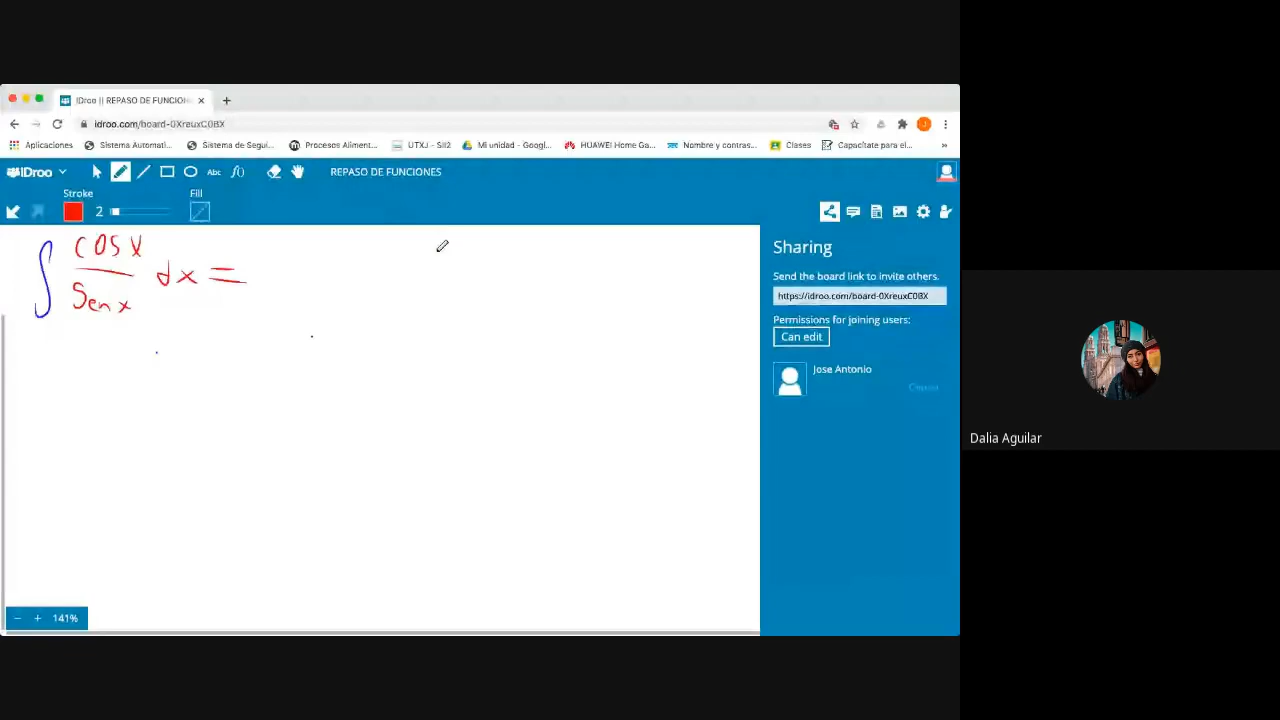 IDroo || REPASO DE FUNCION
idroo.com/board-0XreuxC0BX
Aplicaciones
Sistema Automati...
Sistema de Segui...
Procesos Aliment...
UTXJ - SII2
Mi unidad - Googl...
HUAWEI Home Ga...
Nombre y contras...
Clases
Capacítate para el...
»
IDroo
Abc
f()
REPASO DE FUNCIONES
Stroke
Fill
2
∫ cos x / Sen x dx =
Sharing
Send the board link to invite others.
https://idroo.com/board-0XreuxC0BX
Permissions for joining users:
Can edit
Jose Antonio
Dalia Aguilar
− + 141%